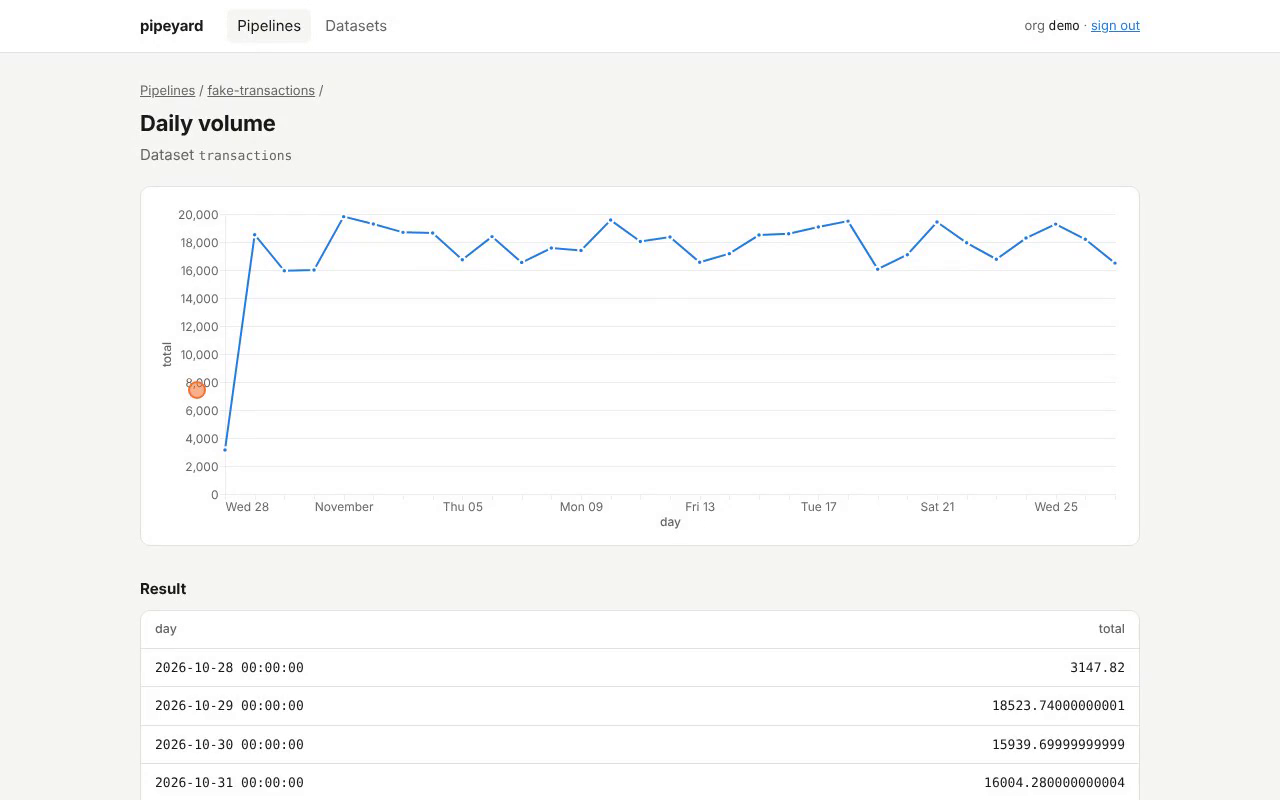 pipeyard Pipelines Datasets org demo · sign out
Pipelines / fake-transactions /
Daily volume
Dataset transactions
20,000
18,000
16,000
14,000
12,000
10,000
8,000
6,000
4,000
2,000
0
total
Wed 28 November Thu 05 Mon 09 Fri 13 Tue 17 Sat 21 Wed 25
day
Result
day total
2026-10-28 00:00:00 3147.82
2026-10-29 00:00:00 18523.74000000001
2026-10-30 00:00:00 15939.69999999999
2026-10-31 00:00:00 16004.280000000004